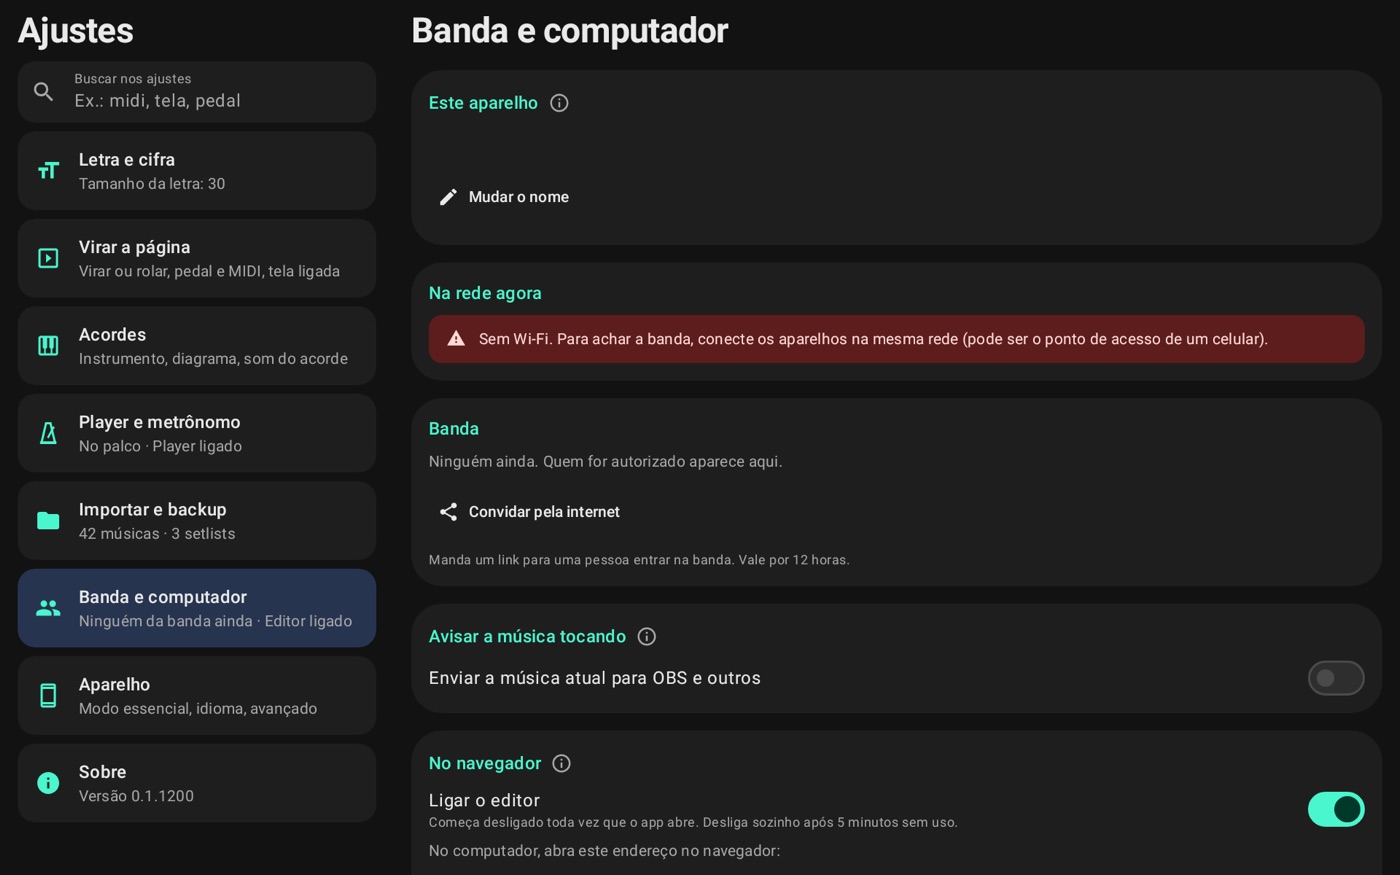 Ajustes
Buscar nos ajustes
Ex.: midi, tela, pedal
Letra e cifra
Tamanho da letra: 30
Virar a página
Virar ou rolar, pedal e MIDI, tela ligada
Acordes
Instrumento, diagrama, som do acorde
Player e metrônomo
No palco · Player ligado
Importar e backup
42 músicas · 3 setlists
Banda e computador
Ninguém da banda ainda · Editor ligado
Aparelho
Modo essencial, idioma, avançado
Sobre
Versão 0.1.1200
Banda e computador
Este aparelho
Mudar o nome
Na rede agora
Sem Wi-Fi. Para achar a banda, conecte os aparelhos na mesma rede (pode ser o ponto de acesso de um celular).
Banda
Ninguém ainda. Quem for autorizado aparece aqui.
Convidar pela internet
Manda um link para uma pessoa entrar na banda. Vale por 12 horas.
Avisar a música tocando
Enviar a música atual para OBS e outros
No navegador
Ligar o editor
Começa desligado toda vez que o app abre. Desliga sozinho após 5 minutos sem uso.
No computador, abra este endereço no navegador: